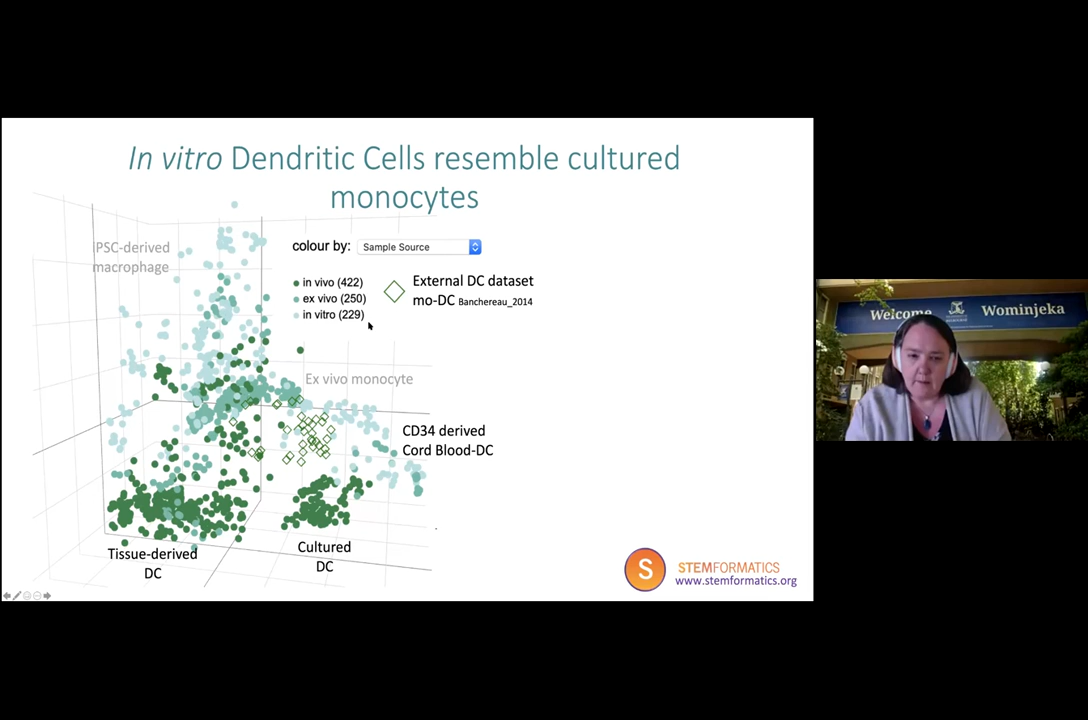 In vitro Dendritic Cells resemble cultured
monocytes
iPSC-derived
macrophage
colour by:
Sample Source
in vivo (422)
ex vivo (250)
in vitro (229)
External DC dataset
mo-DC Banchereau_2014
Ex vivo monocyte
CD34 derived
Cord Blood-DC
Tissue-derived
DC
Cultured
DC
S
STEMFORMATICS
www.stemformatics.org
Welcome
Wominjeka